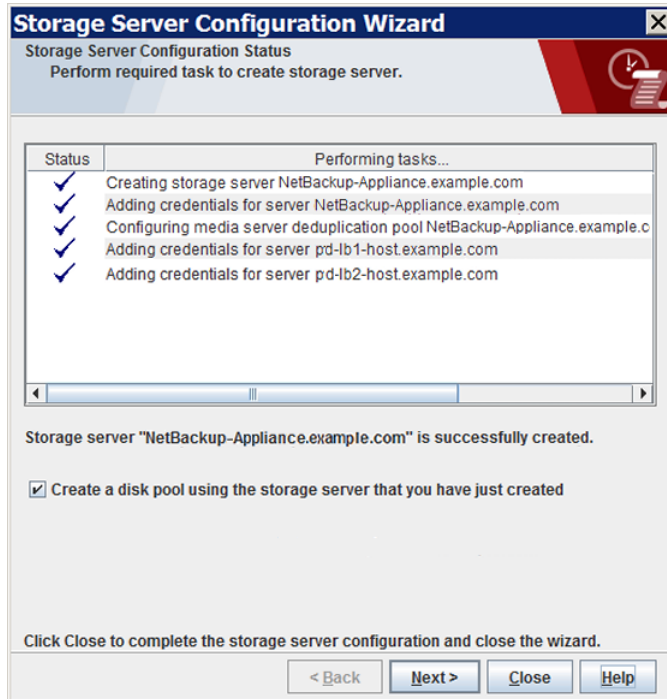 Storage Server Configuration Wizard
Storage Server Configuration Status
Perform required task to create storage server.
Status Performing tasks...
Creating storage server NetBackup-Appliance.example.com
Adding credentials for server NetBackup-Appliance.example.com
Configuring media server deduplication pool NetBackup-Appliance.example.c
Adding credentials for server pd-lb1-host.example.com
Adding credentials for server pd-lb2-host.example.com
Storage server "NetBackup-Appliance.example.com" is successfully created.
Create a disk pool using the storage server that you have just created
Click Close to complete the storage server configuration and close the wizard.
< Back Next > Close Help